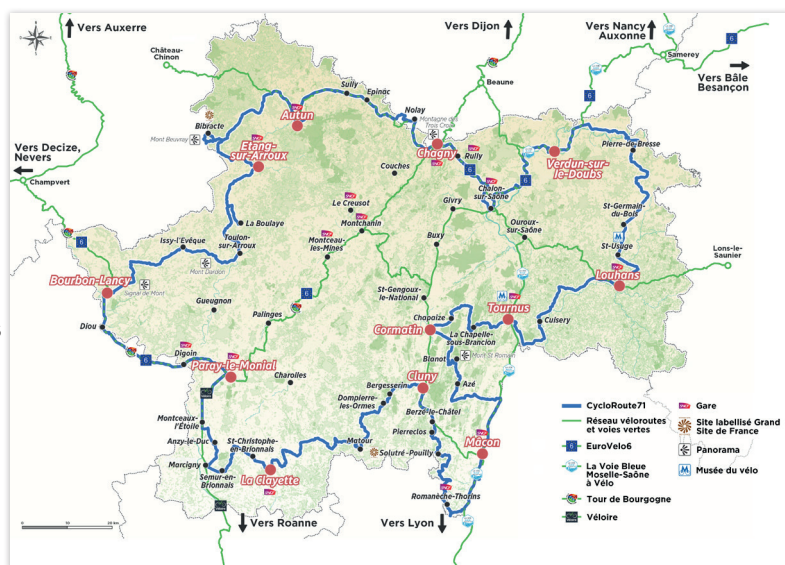 Vers Auxerre
Vers Dijon
Vers Nancy
Auxonne
6
Samerey
Château-
Chinon
Beaune
Vers Bâle
Besançon
Sully
Epinac
6
Autun
Nolay
Montagne des
Trois Croix
Bibracte
Mont Beuvray
Etang-
sur-Arroux
Chagny
Rully
Verdun-sur-
le-Doubs
Pierre-de-Bresse
Vers Decize,
Nevers
Champvert
Couches
6
6
Chalon-
sur-Saône
Le Creusot
Givry
St-Germain-
du-Bois
La Boulaye
Montchanin
Ouroux-
sur-Saône
6
Issy-l'Evêque
Toulon-
sur-Arroux
Montceau-
les-Mines
Buxy
St-Usuge
Lons-le-
Saunier
Mont Dardon
Bourbon-Lancy
Signal de Mont
Louhans
St-Gengoux-
le-National
Tournus
Gueugnon
6
Palinges
Chapaize
Cormatin
Cuisery
La Chapelle-
sous-Brancion
Diou
Blanot
Mont St Romain
Digoin
6
Paray-le-Monial
Cluny
Azé
Charolles
Bergesserin
Dompierre-
les-Ormes
Berzé-le-Châtel
Montceaux-
l'Étoile
Pierreclos
Anzy-le-Duc
St-Christophe-
en-Brionnais
Matour
Solutré-Pouilly
Mâcon
Marcigny
La Clayette
Semur-en-
Brionnais
Romanèche-Thorins
Vers Roanne
Vers Lyon
CycloRoute71
Réseau véloroutes
et voies vertes
6
EuroVelo6
La Voie Bleue
Moselle-Saône
à Vélo
Tour de Bourgogne
Véloire
Gare
Site labellisé Grand
Site de France
Panorama
M
Musée du vélo